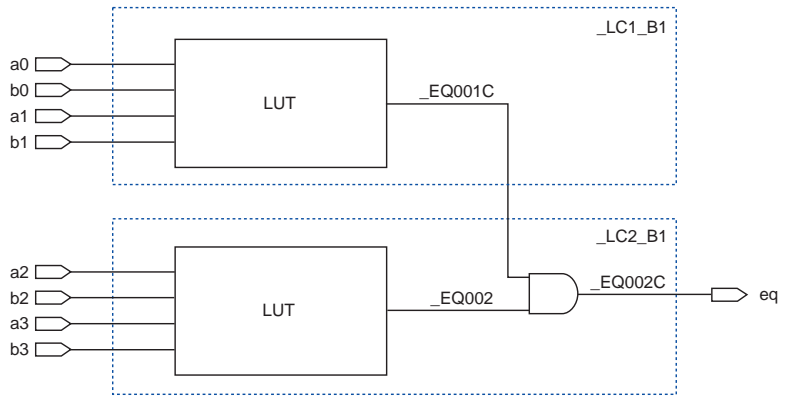 _LC1_B1
a0
b0
a1
b1
LUT
_EQ001C
_LC2_B1
a2
b2
a3
b3
LUT
_EQ002
_EQ002C
eq